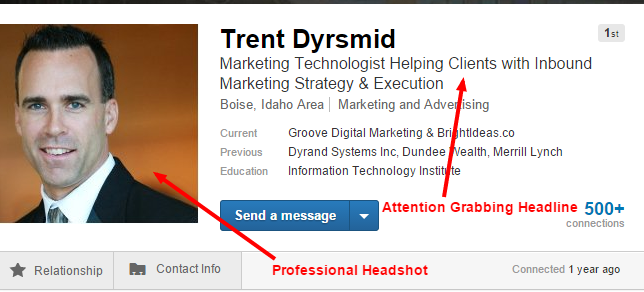 Trent Dyrsmid
1st
Marketing Technologist Helping Clients with Inbound
Marketing Strategy & Execution
Boise, Idaho Area | Marketing and Advertising
Current Groove Digital Marketing & BrightIdeas.co
Previous Dyrand Systems Inc, Dundee Wealth, Merrill Lynch
Education Information Technology Institute
Send a message
Attention Grabbing Headline
500+
connections
Relationship
Contact Info
Professional Headshot
Connected 1 year ago